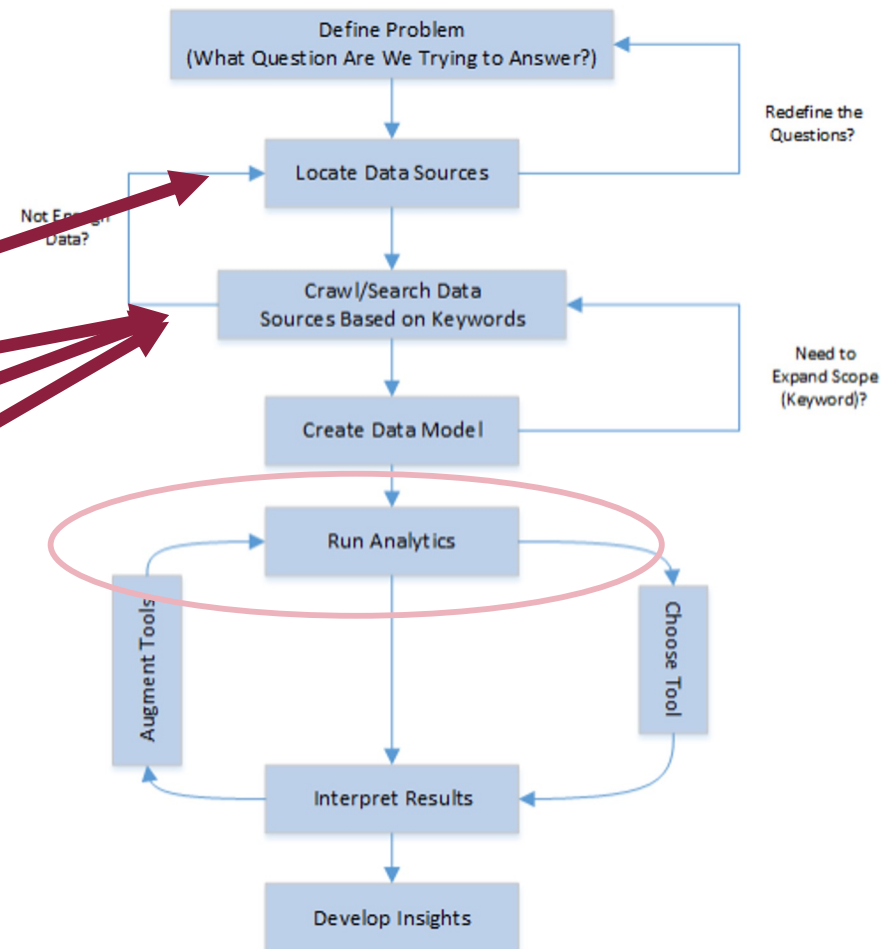 Define Problem
(What Question Are We Trying to Answer?)
Redefine the
Questions?
Locate Data Sources
Not Enough
Data?
Crawl/Search Data
Sources Based on Keywords
Need to
Expand Scope
(Keyword)?
Create Data Model
Run Analytics
Augment Tools
Choose Tool
Interpret Results
Develop Insights